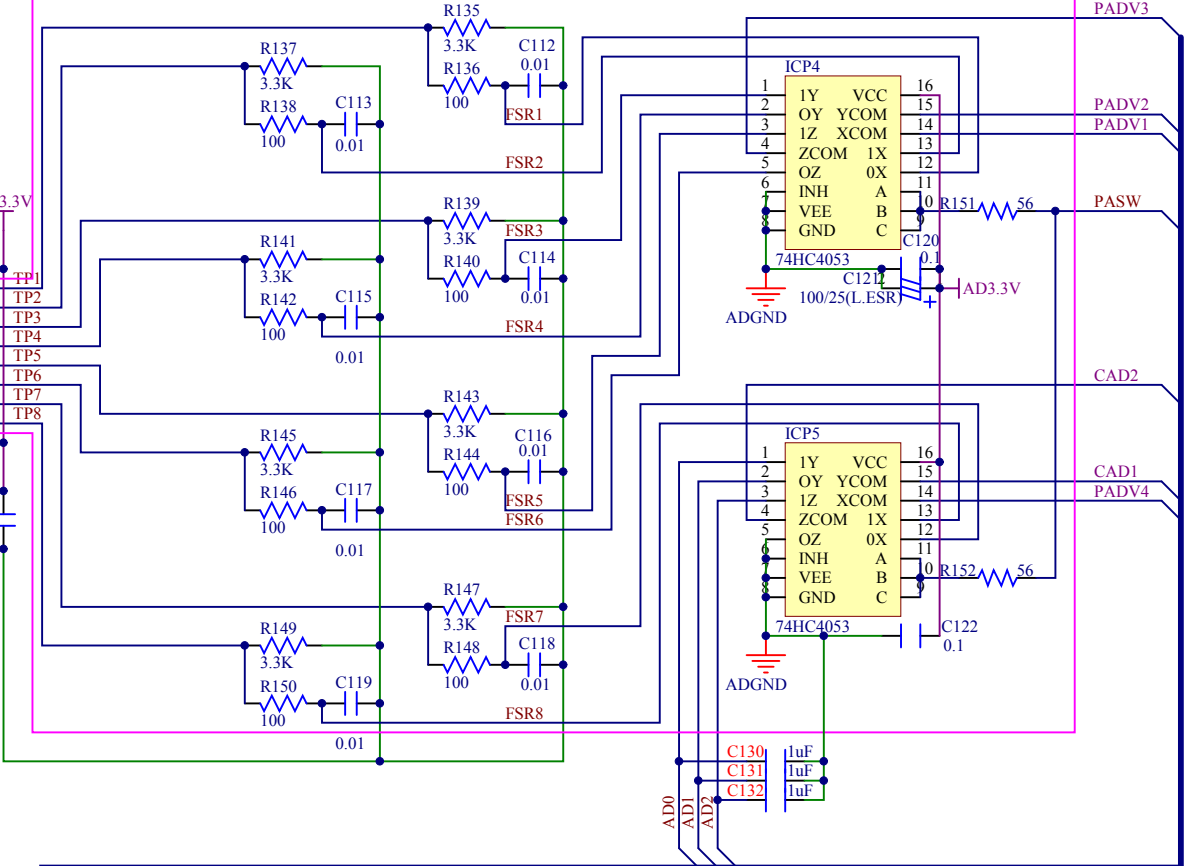 R135
3.3K
R136
100
C112
0.01
FSR1
R137
3.3K
R138
100
C113
0.01
FSR2
R139
3.3K
R140
100
FSR3
C114
0.01
R141
3.3K
R142
100
C115
0.01
FSR4
3.3V
TP1
TP2
TP3
TP4
TP5
TP6
TP7
TP8
R143
3.3K
R144
100
C116
0.01
FSR5
FSR6
R145
3.3K
R146
100
C117
0.01
R147
3.3K
R148
100
FSR7
C118
0.01
R149
3.3K
R150
100
C119
0.01
FSR8
ICP4
1 1Y VCC 16
2 OY YCOM 15
3 1Z XCOM 14
4 ZCOM 1X 13
5 OZ 0X 12
6 INH A 11
7 VEE B 10
8 GND C 9
74HC4053
R151 56
C120
0.1
100/25(L.ESR)
+
AD3.3V
ADGND
PADV3
PADV2
PADV1
PASW
CAD2
CAD1
PADV4
ICP5
1 1Y VCC 16
2 OY YCOM 15
3 1Z XCOM 14
4 ZCOM 1X 13
5 OZ 0X 12
6 INH A 11
7 VEE B 10
8 GND C 9
74HC4053
R152 56
C122
0.1
ADGND
C130 1uF
C131 1uF
C132 1uF
AD0
AD1
AD2